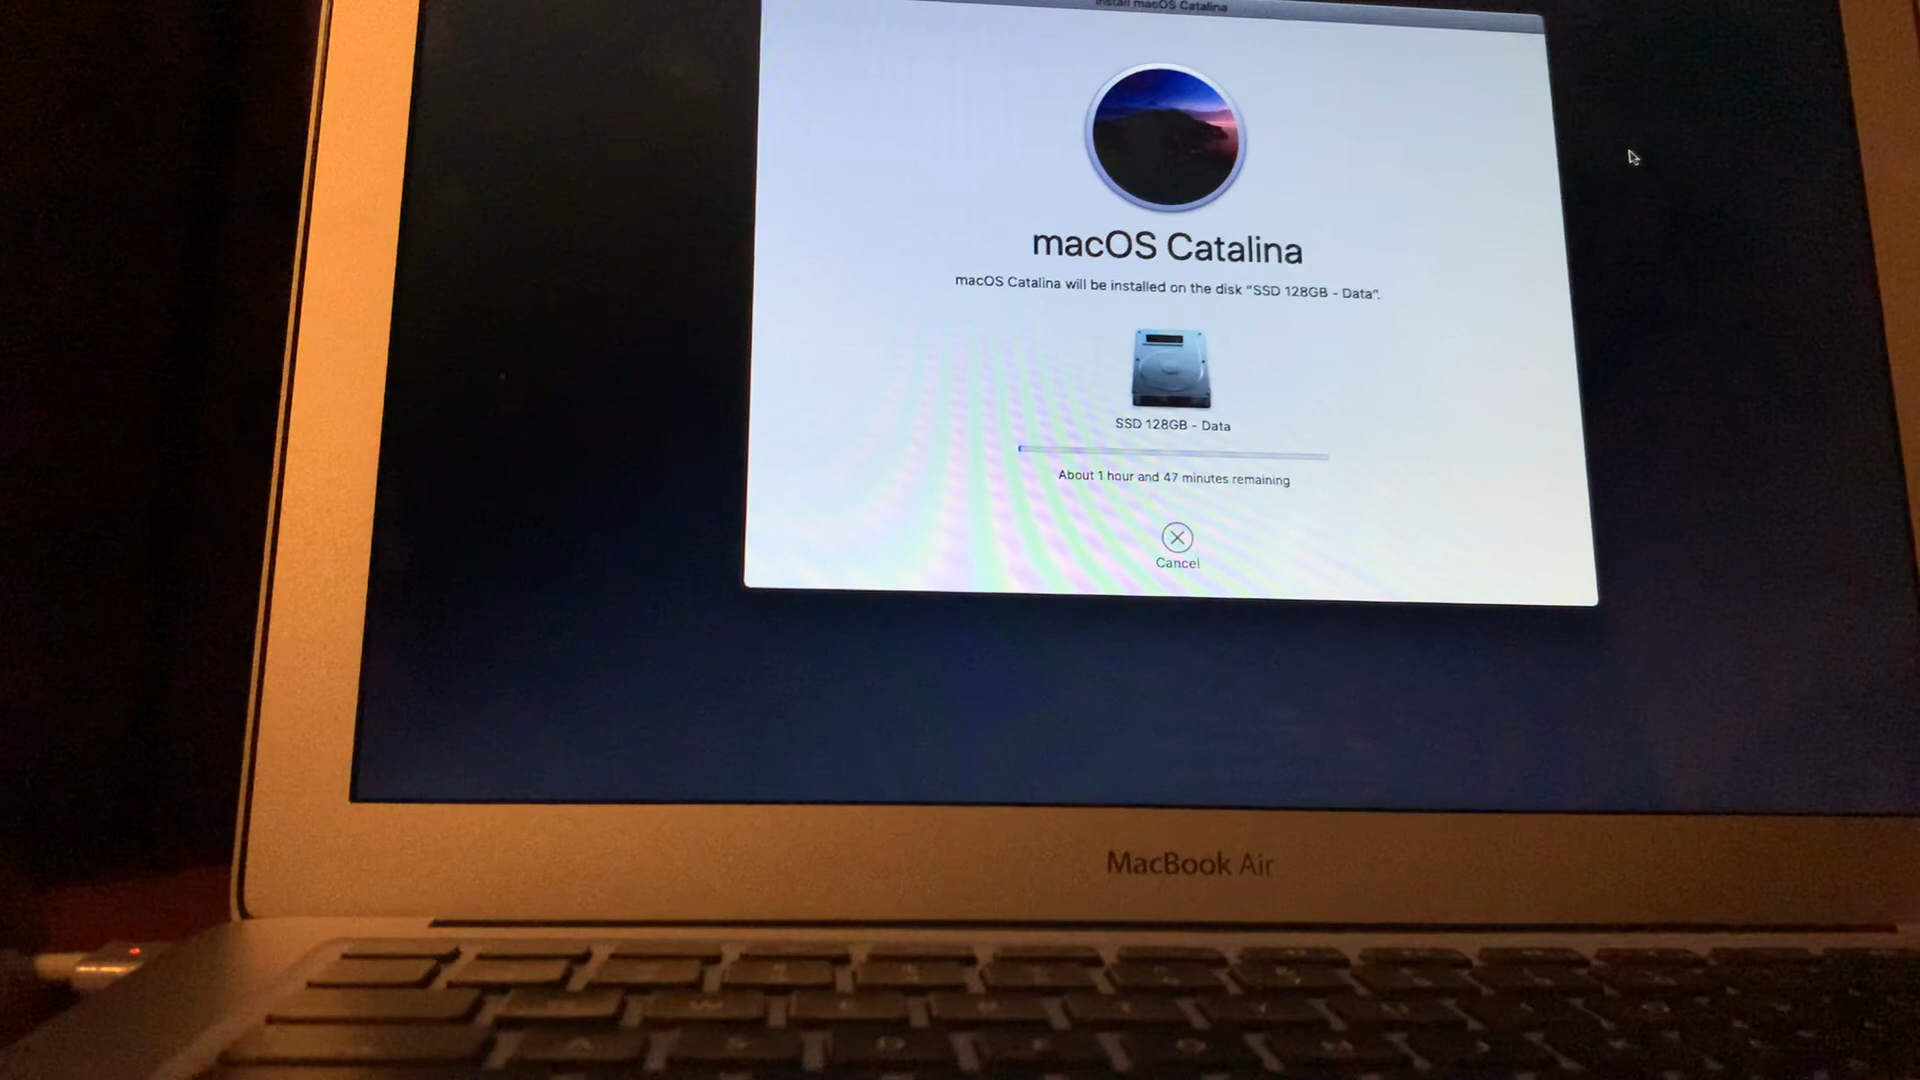 Install macOS Catalina
macOS Catalina
macOS Catalina will be installed on the disk “SSD 128GB - Data”.
SSD 128GB - Data
About 1 hour and 47 minutes remaining
Cancel
MacBook Air